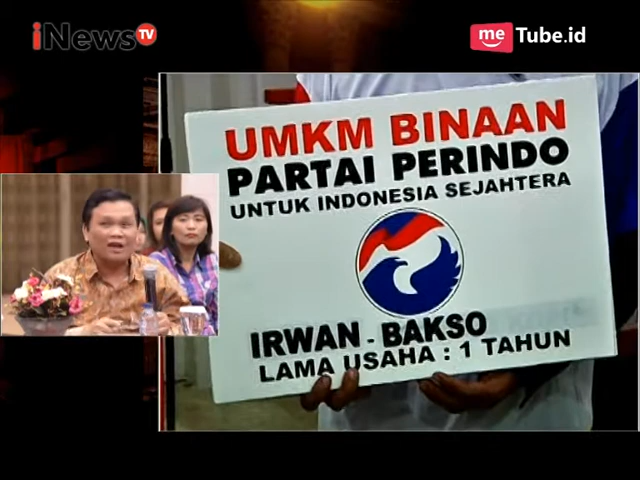 iNews TV
me Tube.id
UMKM BINAAN
PARTAI PERINDO
UNTUK INDONESIA SEJAHTERA
IRWAN - BAKSO
LAMA USAHA : 1 TAHUN